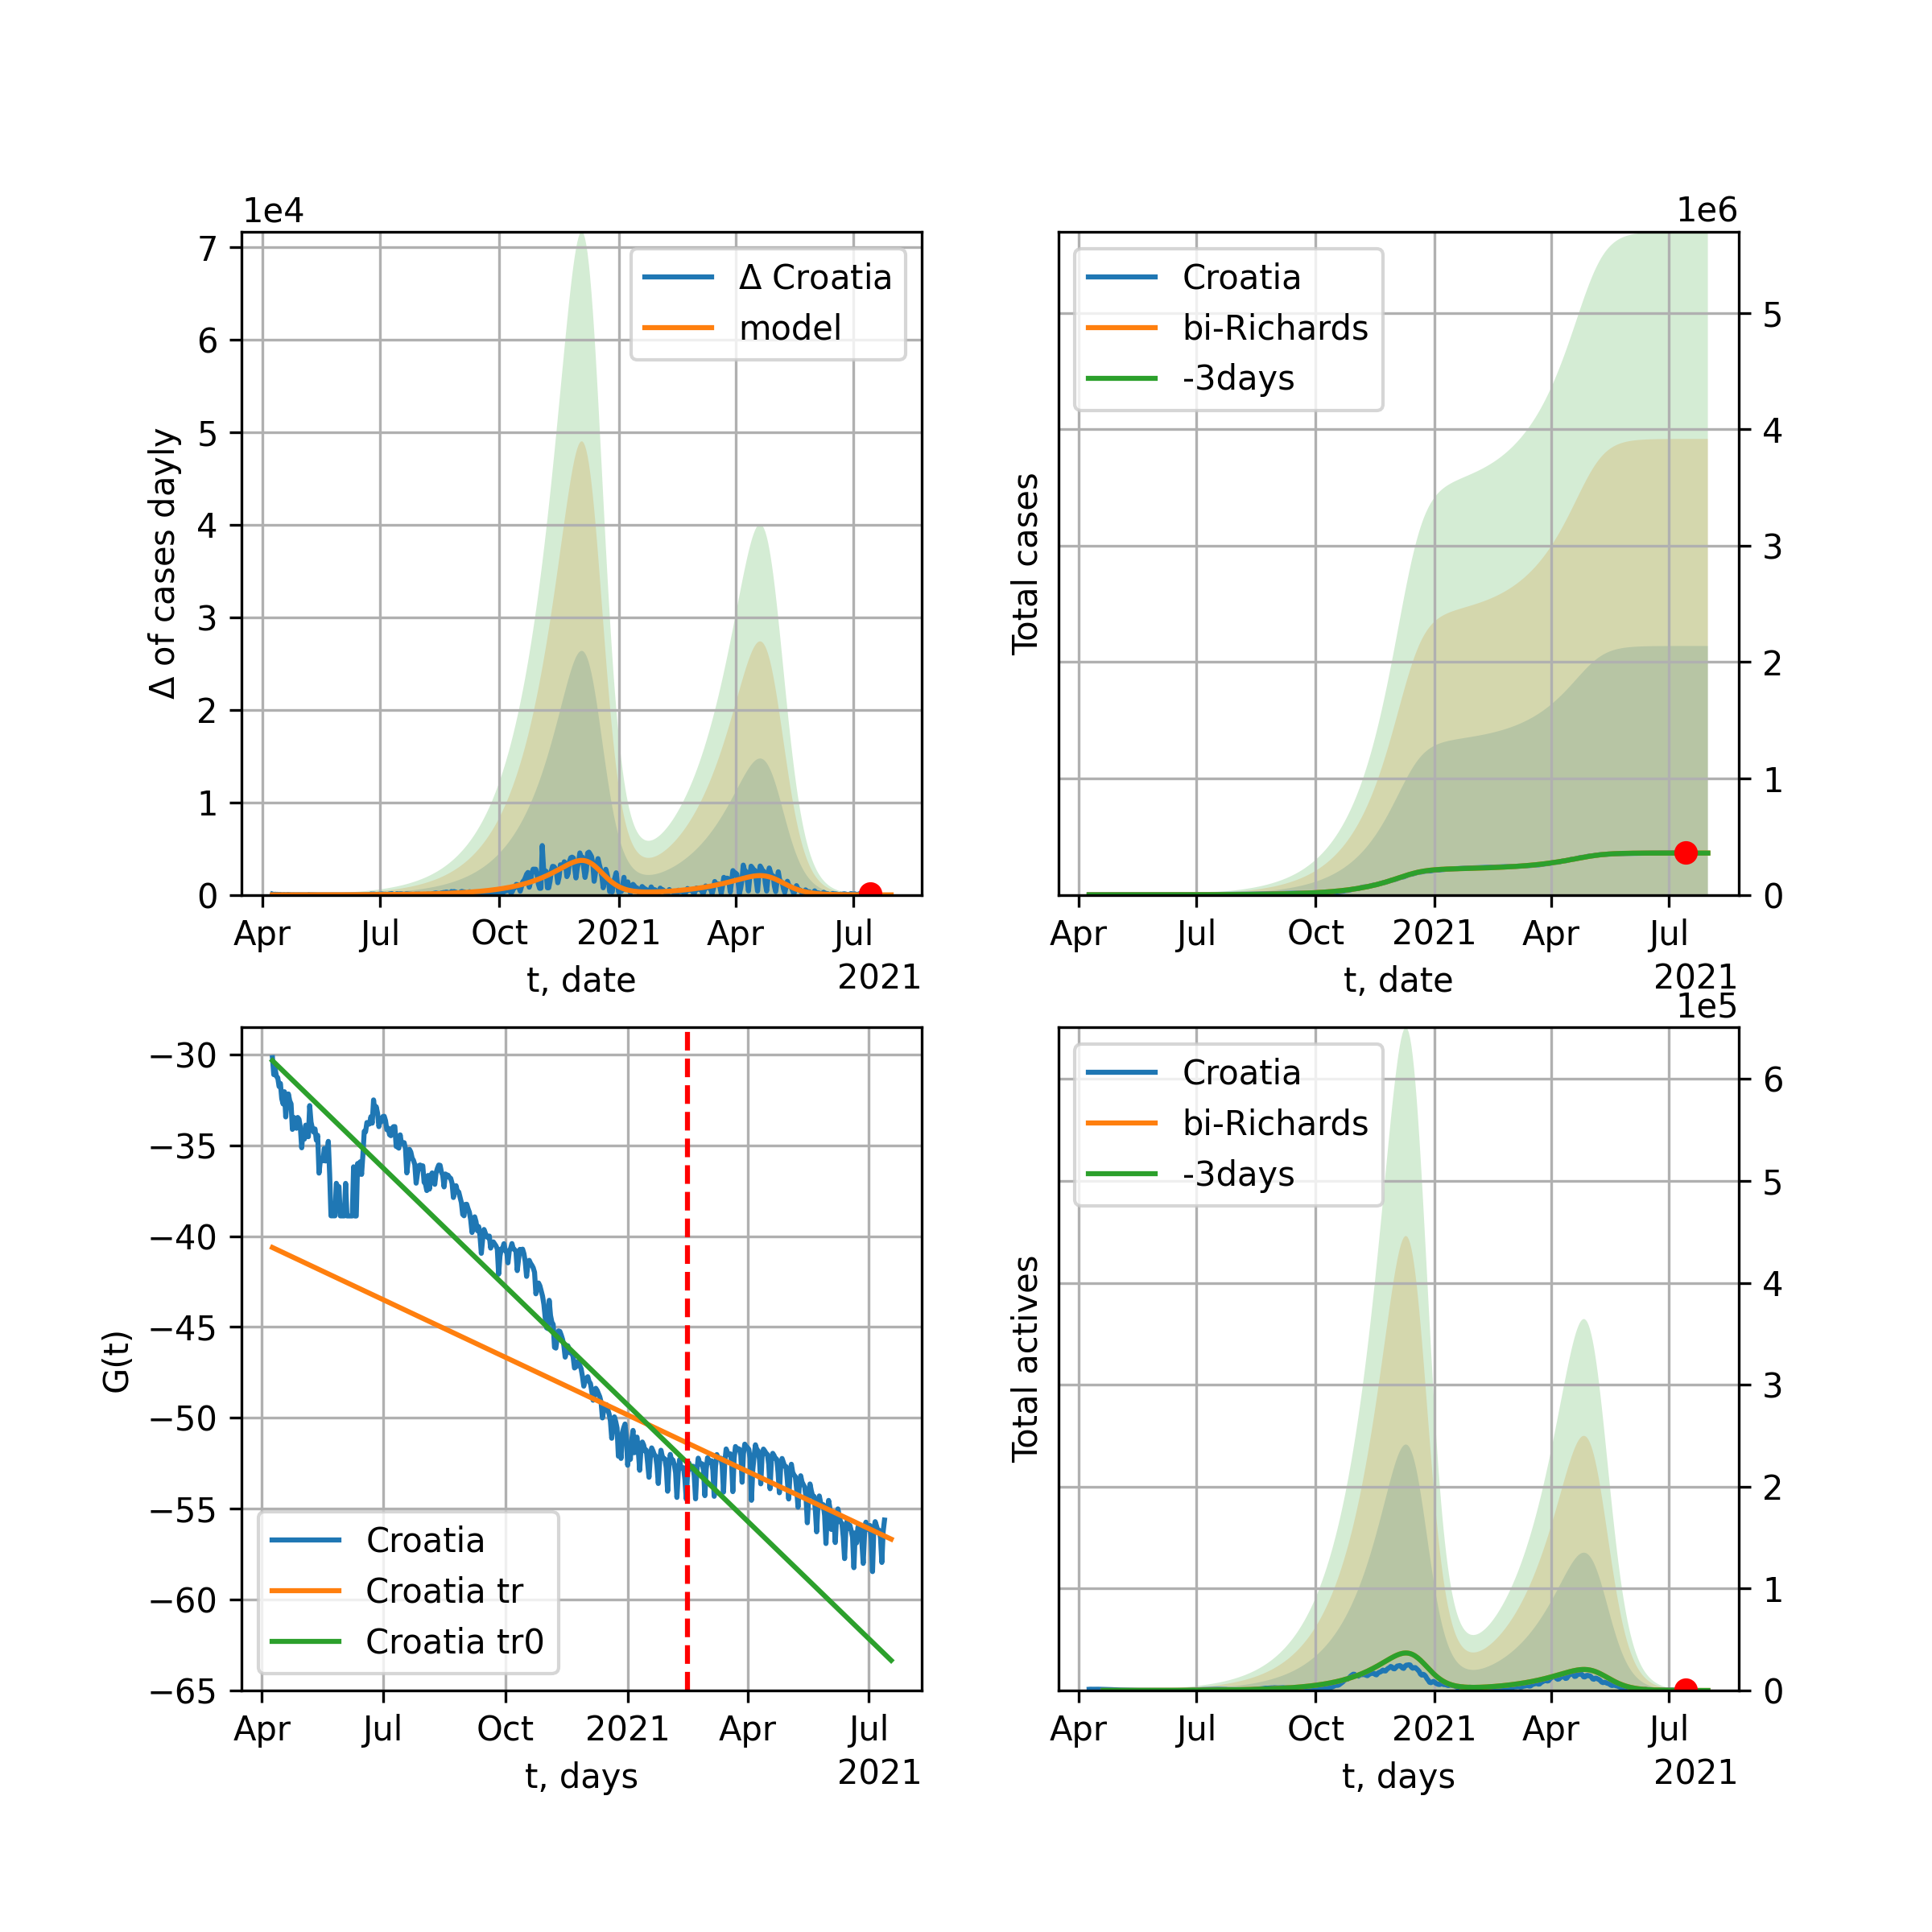 1e4
7
6
5
4
3
2
1
0
Δ of cases dayly
Δ Croatia
model
Apr Jul Oct 2021 Apr Jul
t, date
2021
1e6
Total cases
Croatia
bi-Richards
-3days
5
4
3
2
1
0
Apr Jul Oct 2021 Apr Jul
t, date
2021
−30
−35
−40
−45
−50
−55
−60
−65
G(t)
Croatia
Croatia tr
Croatia tr0
Apr Jul Oct 2021 Apr Jul
t, days
2021
1e5
Total actives
Croatia
bi-Richards
-3days
6
5
4
3
2
1
0
Apr Jul Oct 2021 Apr Jul
t, days
2021